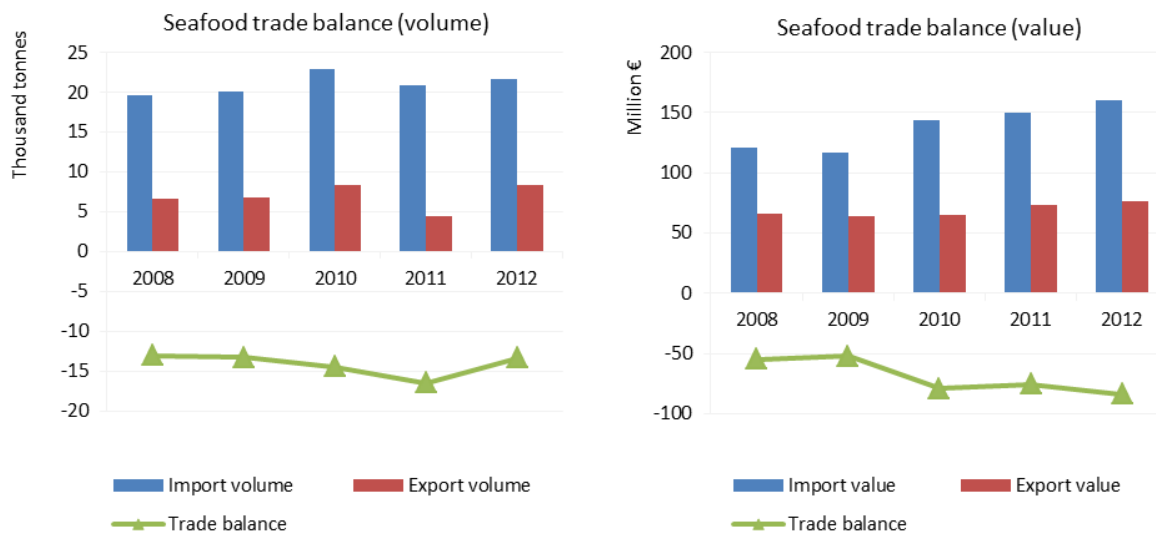 Seafood trade balance (volume)
Thousand tonnes
25
20
15
10
5
0
-5
-10
-15
-20
2008 2009 2010 2011 2012
Import volume Export volume
Trade balance
Seafood trade balance (value)
Million €
200
150
100
50
0
-50
-100
2008 2009 2010 2011 2012
Import value Export value
Trade balance